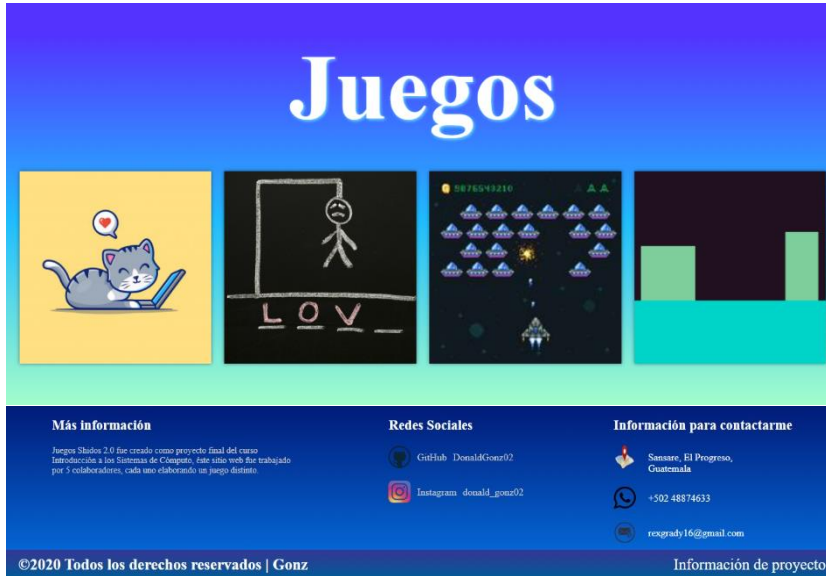 Juegos
9876543210
L O V _
Más información
Juegos Shidos 2.0 fue creado como proyecto final del curso
Introducción a los Sistemas de Cómputo, éste sitio web fue trabajado
por 5 colaboradores, cada uno elaborando un juego distinto.
Redes Sociales
GitHub DonaldGonz02
Instagram donald_gonz02
Información para contactarme
Sansare, El Progreso,
Guatemala
+502 48874633
rexgrady16@gmail.com
©2020 Todos los derechos reservados | Gonz
Información de proyecto